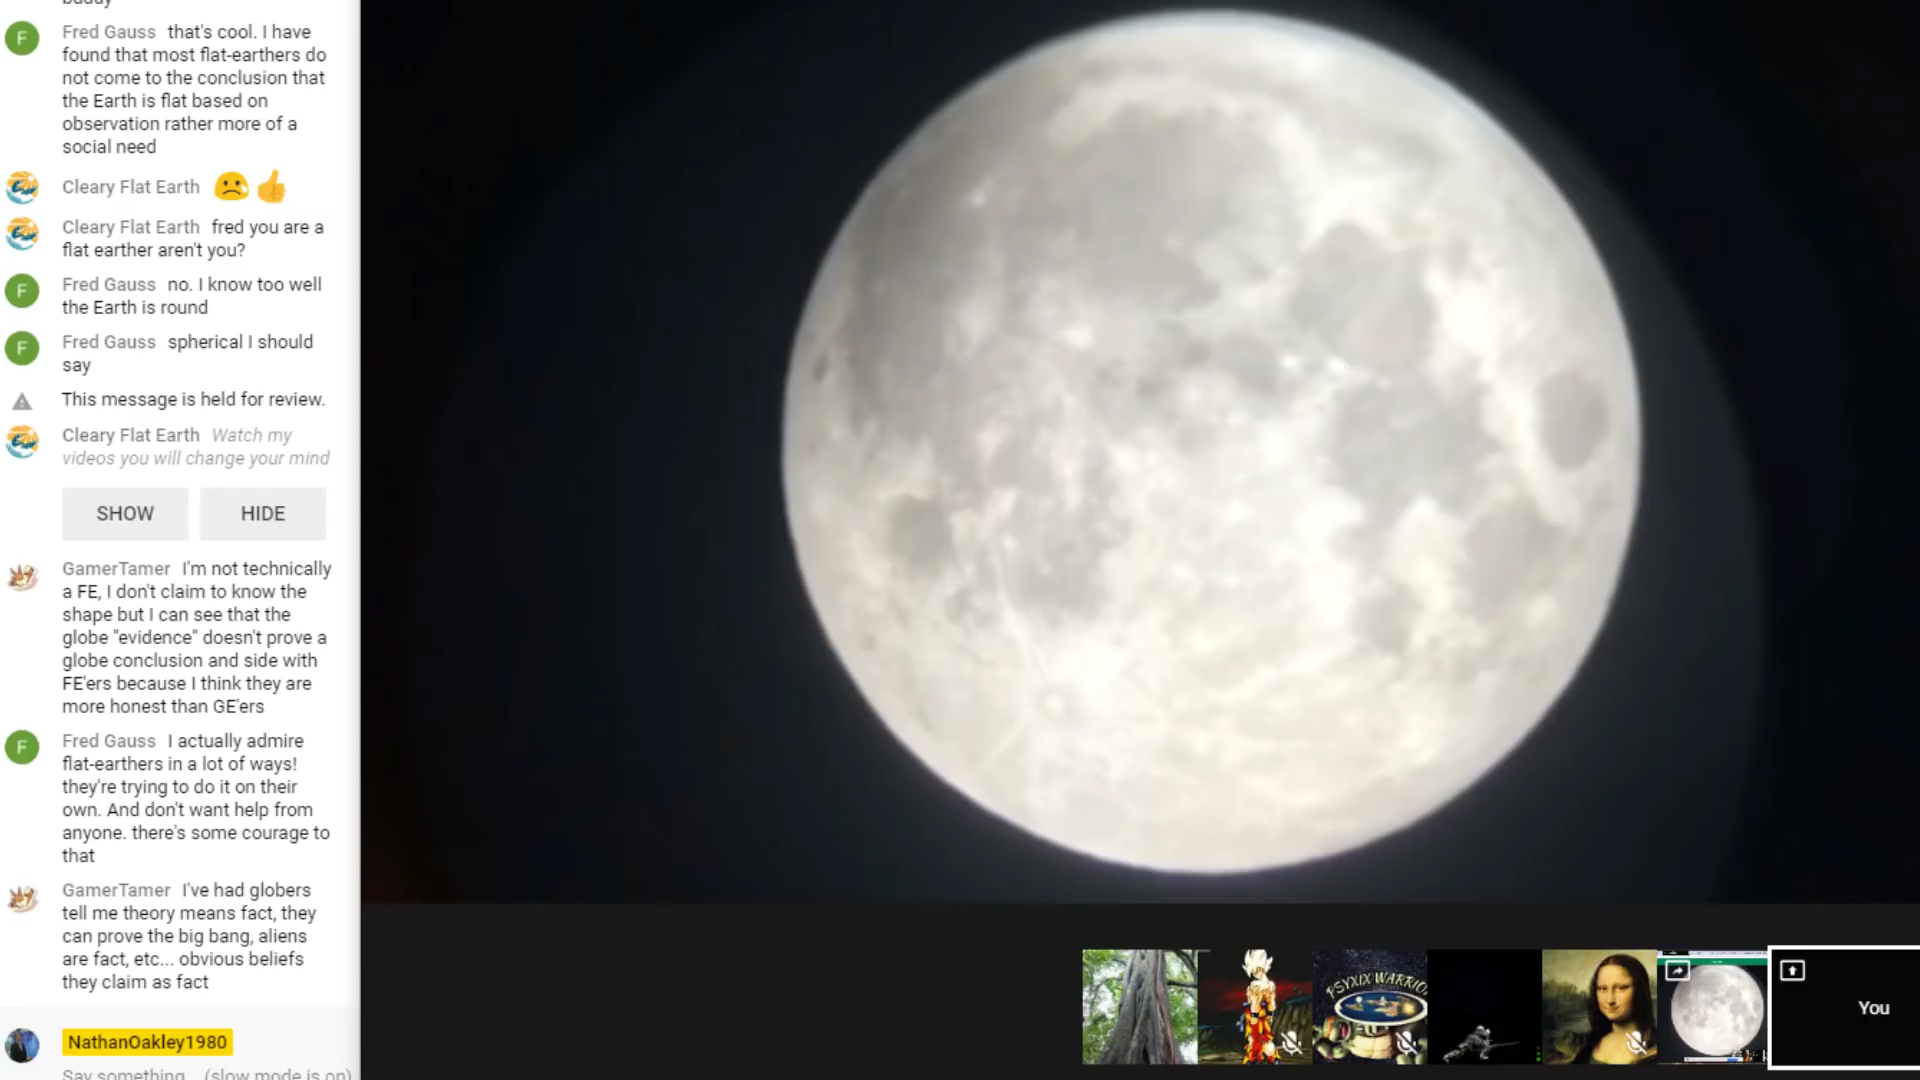 buddy
Fred Gauss that's cool. I have
found that most flat-earthers do
not come to the conclusion that
the Earth is flat based on
observation rather more of a
social need
Cleary Flat Earth
Cleary Flat Earth fred you are a
flat earther aren't you?
Fred Gauss no. I know too well
the Earth is round
Fred Gauss spherical I should
say
This message is held for review.
Cleary Flat Earth Watch my
videos you will change your mind
SHOW HIDE
GamerTamer I'm not technically
a FE, I don't claim to know the
shape but I can see that the
globe "evidence" doesn't prove a
globe conclusion and side with
FE'ers because I think they are
more honest than GE'ers
Fred Gauss I actually admire
flat-earthers in a lot of ways!
they're trying to do it on their
own. And don't want help from
anyone. there's some courage to
that
GamerTamer I've had globers
tell me theory means fact, they
can prove the big bang, aliens
are fact, etc... obvious beliefs
they claim as fact
NathanOakley1980
Say something... (slow mode is on)
PSYXIX WARRIO
You